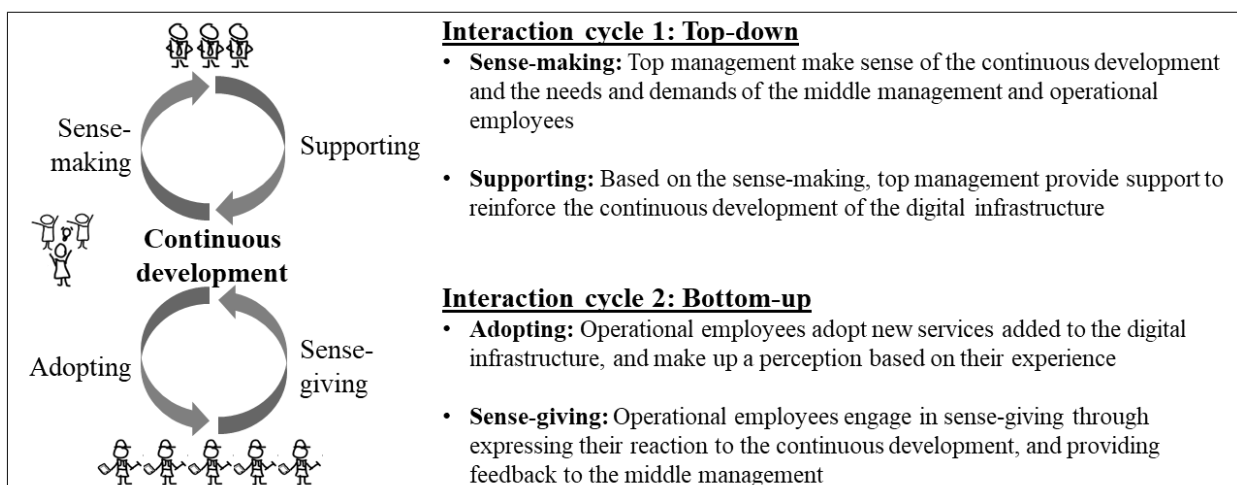 Sense-
making
Supporting
Continuous
development
Adopting
Sense-
giving
Interaction cycle 1: Top-down
• Sense-making: Top management make sense of the continuous development
and the needs and demands of the middle management and operational
employees
• Supporting: Based on the sense-making, top management provide support to
reinforce the continuous development of the digital infrastructure
Interaction cycle 2: Bottom-up
• Adopting: Operational employees adopt new services added to the digital
infrastructure, and make up a perception based on their experience
• Sense-giving: Operational employees engage in sense-giving through
expressing their reaction to the continuous development, and providing
feedback to the middle management